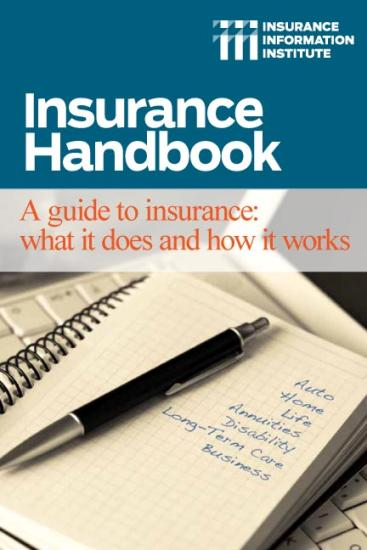 INSURANCE
INFORMATION
INSTITUTE
Insurance
Handbook
A guide to insurance:
what it does and how it works
Auto
Home
Life
Annuities
Disability
Long-Term Care
Business